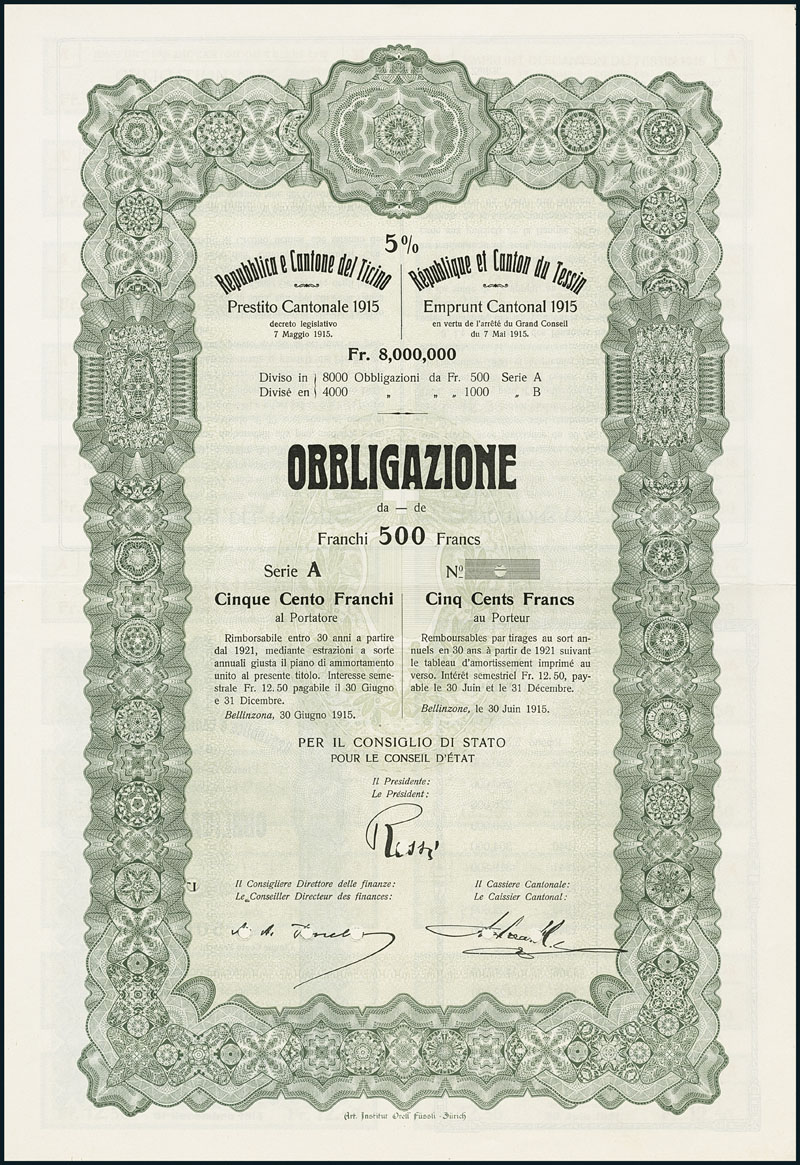 5%
Repubblica e Cantone del Ticino
Prestito Cantonale 1915
decreto legislativo
7 Maggio 1915.
République et Canton du Tessin
Emprunt Cantonal 1915
en vertu de l'arrêté du Grand Conseil
du 7 Mai 1915.
Fr. 8,000,000
Diviso in 8000 Obbligazioni da Fr. 500 Serie A
Divisé en 4000 „ „ „ 1000 „ B
OBBLIGAZIONE
da — de
Franchi 500 Francs
Serie A
Nº
Cinque Cento Franchi
al Portatore
Rimborsabile entro 30 anni a partire
dal 1921, mediante estrazioni a sorte
annuali giusta il piano di ammortamento
unito al presente titolo. Interesse seme-
strale Fr. 12.50 pagabile il 30 Giugno
e 31 Dicembre.
Bellinzona, 30 Giugno 1915.
Cinq Cents Francs
au Porteur
Remboursables par tirages au sort an-
nuels en 30 ans à partir de 1921 suivant
le tableau d'amortissement imprimé au
verso. Intérêt semestriel Fr. 12.50, pay-
able le 30 Juin et le 31 Décembre.
Bellinzone, le 30 Juin 1915.
PER IL CONSIGLIO DI STATO
POUR LE CONSEIL D'ÉTAT
Il Presidente:
Le Président:
Il Consigliere Direttore delle finanze:
Le Conseiller Directeur des finances:
Il Cassiere Cantonale:
Le Caissier Cantonal:
Art. Institut Orell Füssli - Zürich